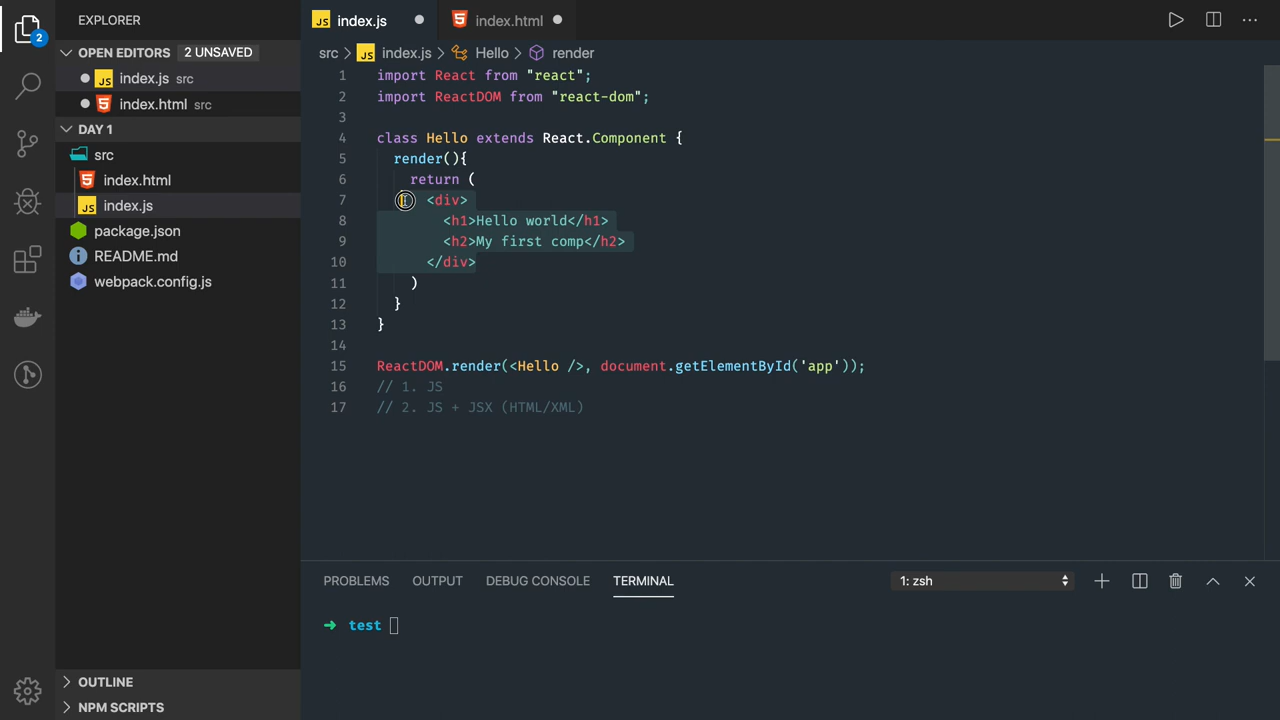 2
EXPLORER
OPEN EDITORS 2 UNSAVED
JS index.js src
index.html src
DAY 1
src
index.html
JS index.js
package.json
README.md
webpack.config.js
OUTLINE
NPM SCRIPTS
JS index.js
index.html
src > JS index.js > Hello > render
1 import React from "react";
2 import ReactDOM from "react-dom";
3
4 class Hello extends React.Component {
5 render(){
6 return (
7 <div>
8 <h1>Hello world</h1>
9 <h2>My first comp</h2>
10 </div>
11 )
12 }
13 }
14
15 ReactDOM.render(<Hello />, document.getElementById('app'));
16 // 1. JS
17 // 2. JS + JSX (HTML/XML)
PROBLEMS OUTPUT DEBUG CONSOLE TERMINAL 1: zsh
→ test